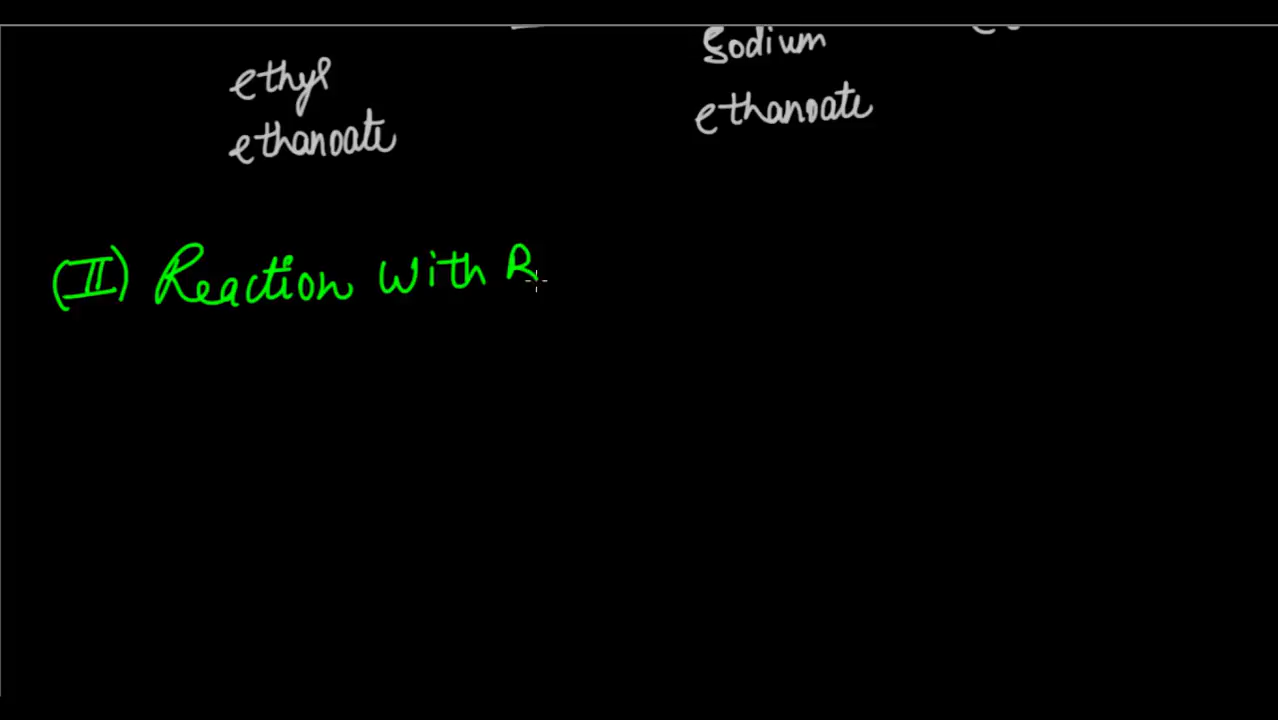 Sodium
ethyl
ethanoate
ethanoate
(II) Reaction With B